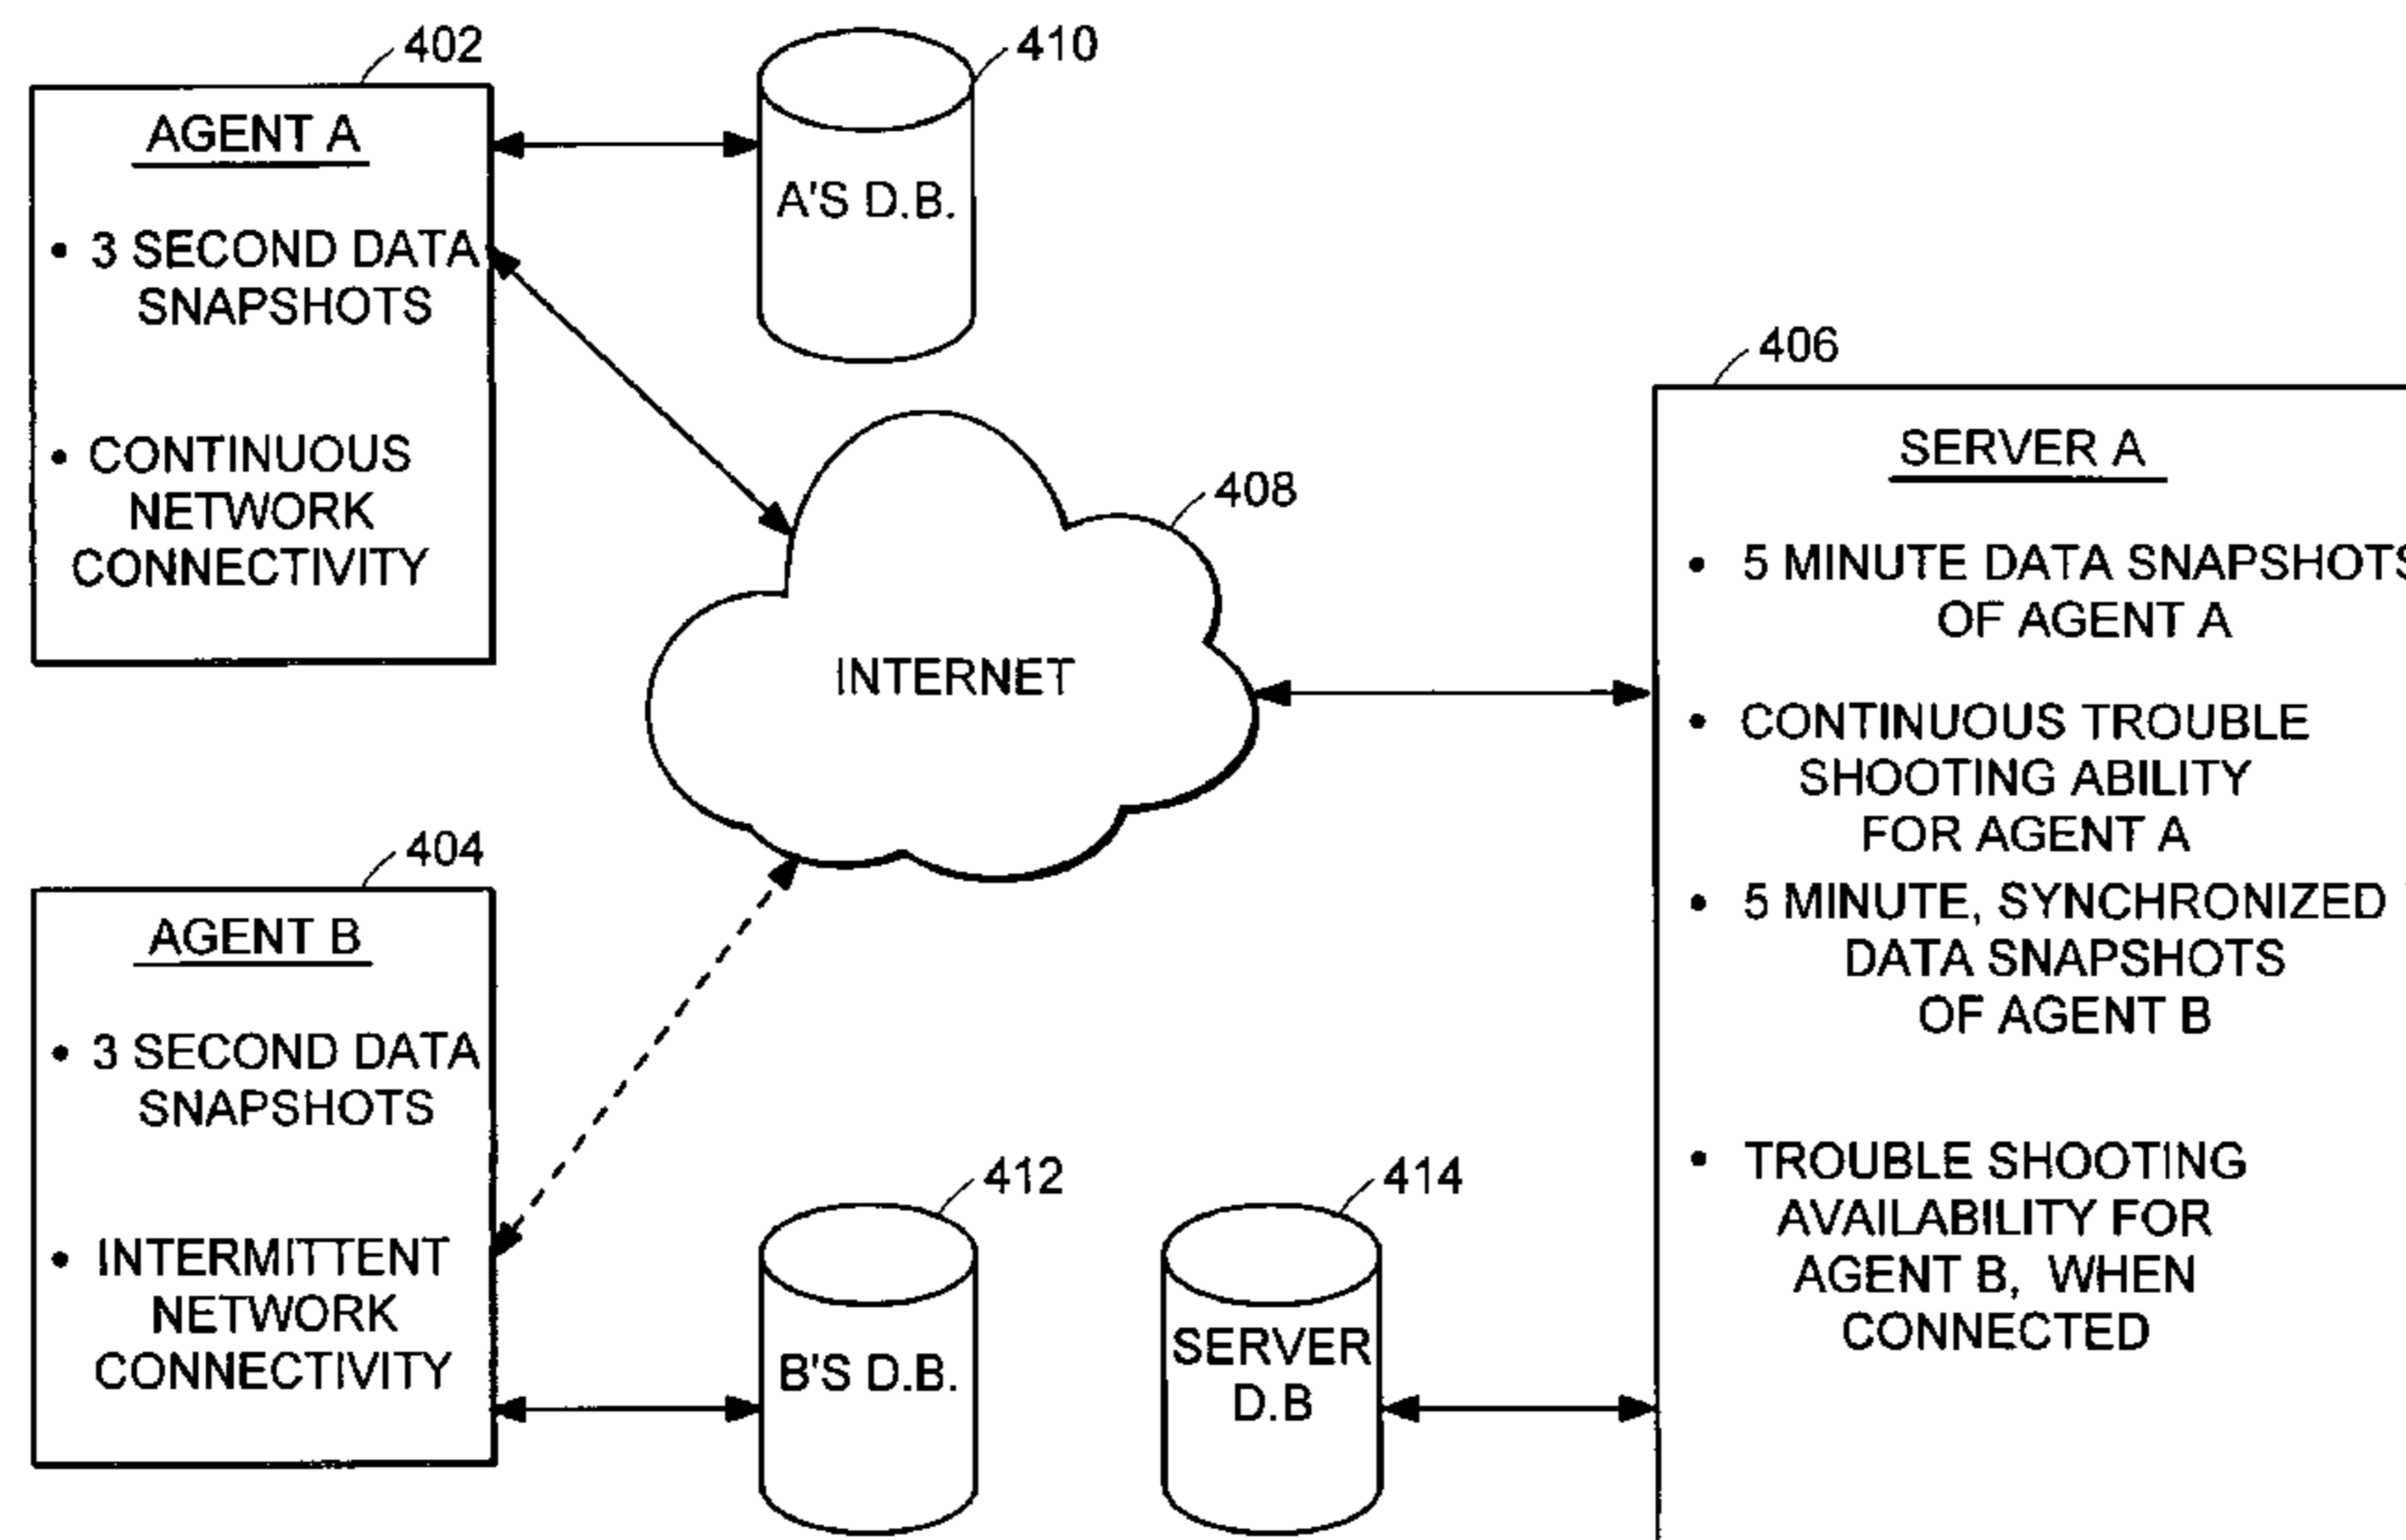 402
AGENT A
• 3 SECOND DATA
SNAPSHOTS
• CONTINUOUS
NETWORK
CONNECTIVITY
410
A'S D.B.
408
INTERNET
404
AGENT B
• 3 SECOND DATA
SNAPSHOTS
• INTERMITTENT
NETWORK
CONNECTIVITY
412
B'S D.B.
414
SERVER
D.B
406
SERVER A
• 5 MINUTE DATA SNAPSHOTS
OF AGENT A
• CONTINUOUS TROUBLE
SHOOTING ABILITY
FOR AGENT A
• 5 MINUTE, SYNCHRONIZED
DATA SNAPSHOTS
OF AGENT B
• TROUBLE SHOOTING
AVAILABILITY FOR
AGENT B, WHEN
CONNECTED